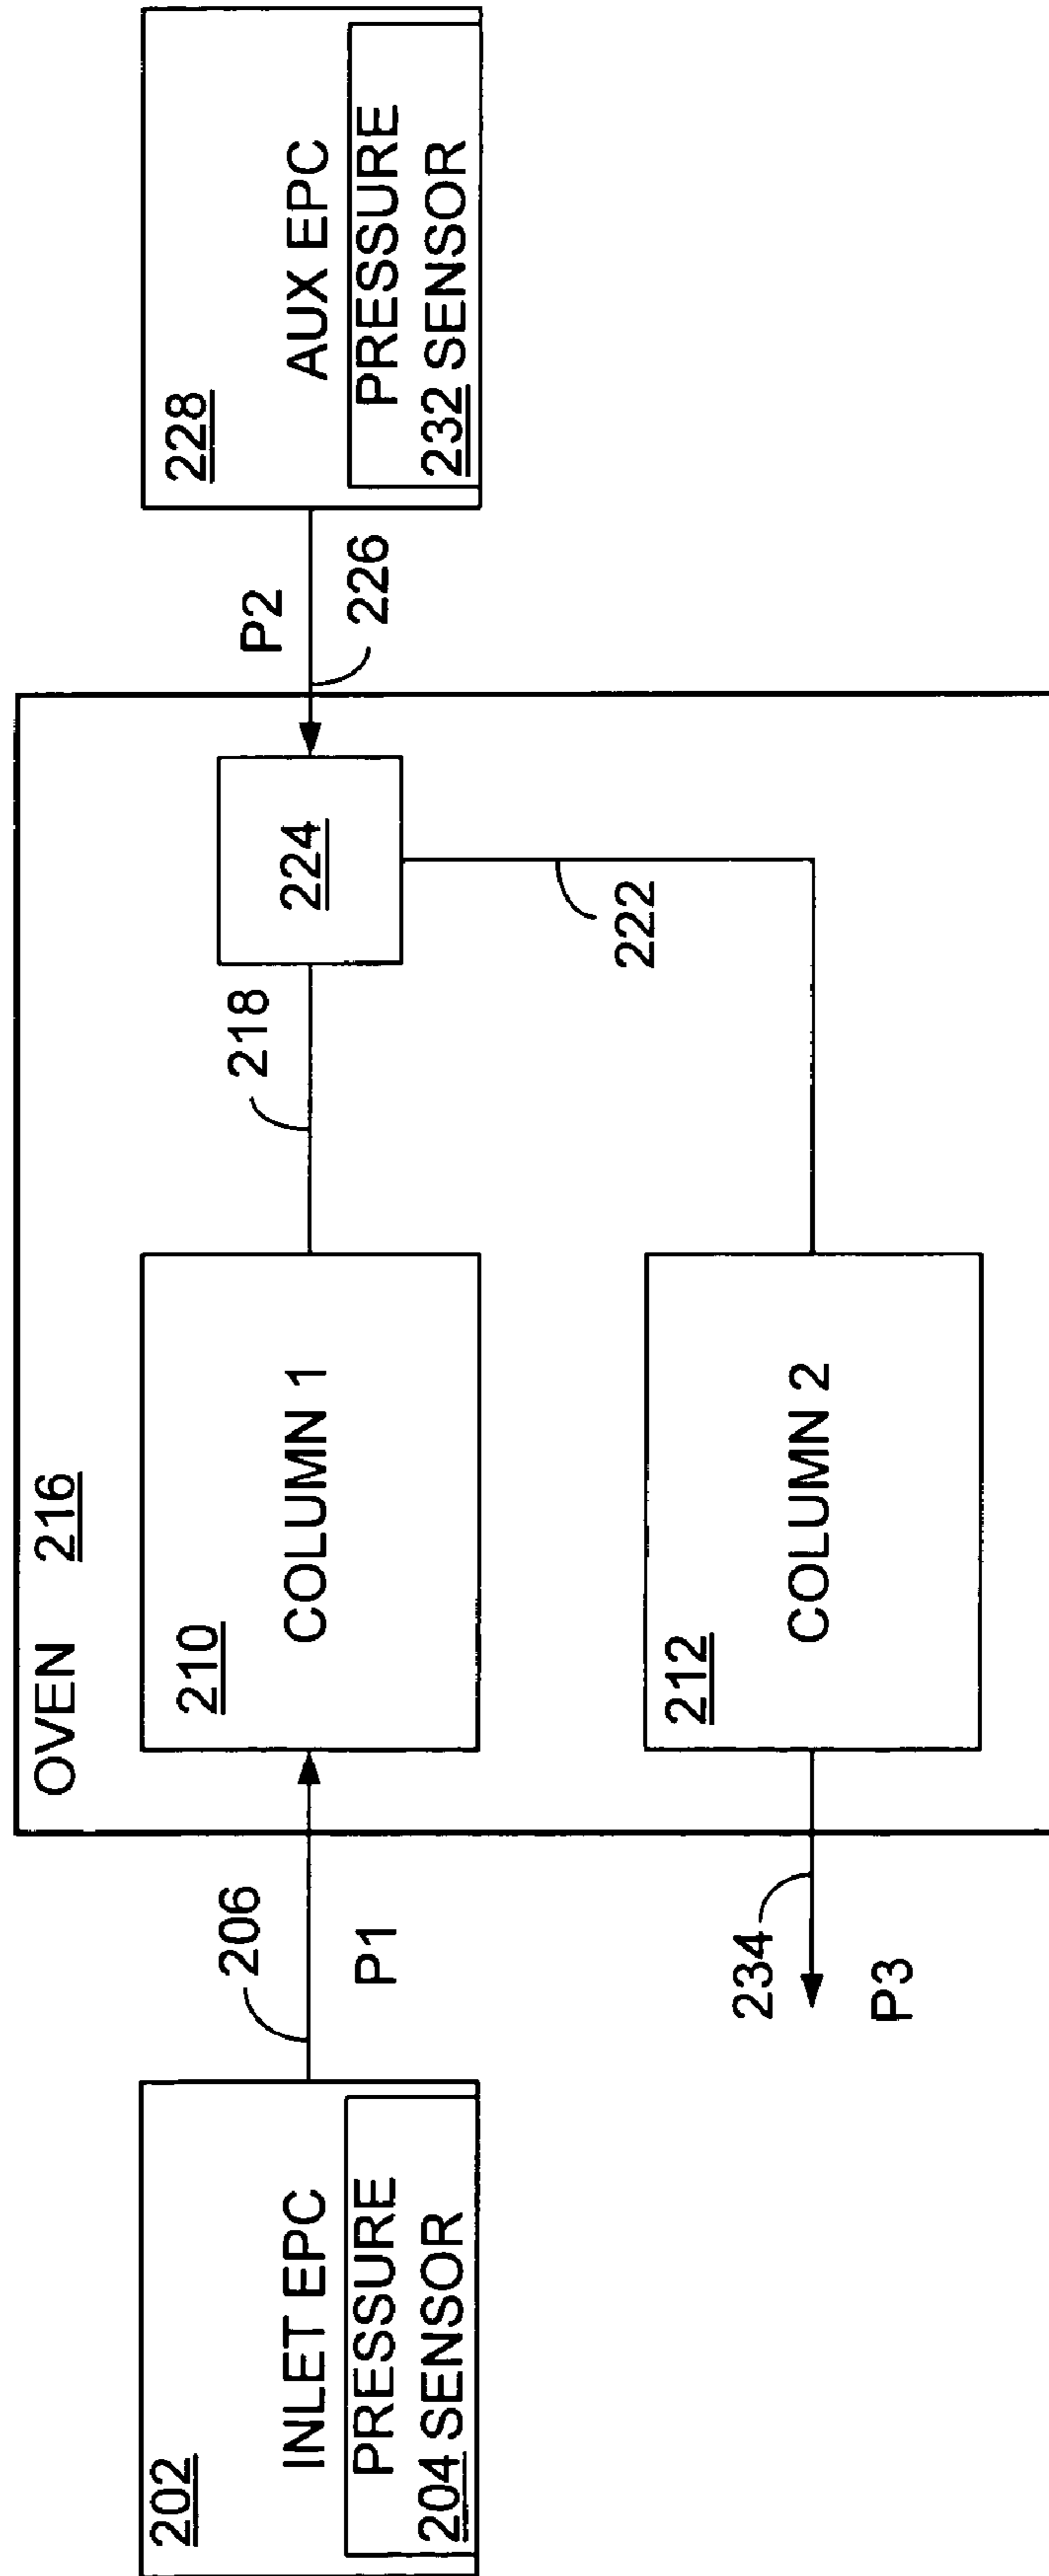 202
INLET EPC
PRESSURE
204 SENSOR
206
P1
OVEN 216
210
COLUMN 1
218
224
222
212
COLUMN 2
234
P3
P2
226
228
AUX EPC
PRESSURE
232 SENSOR